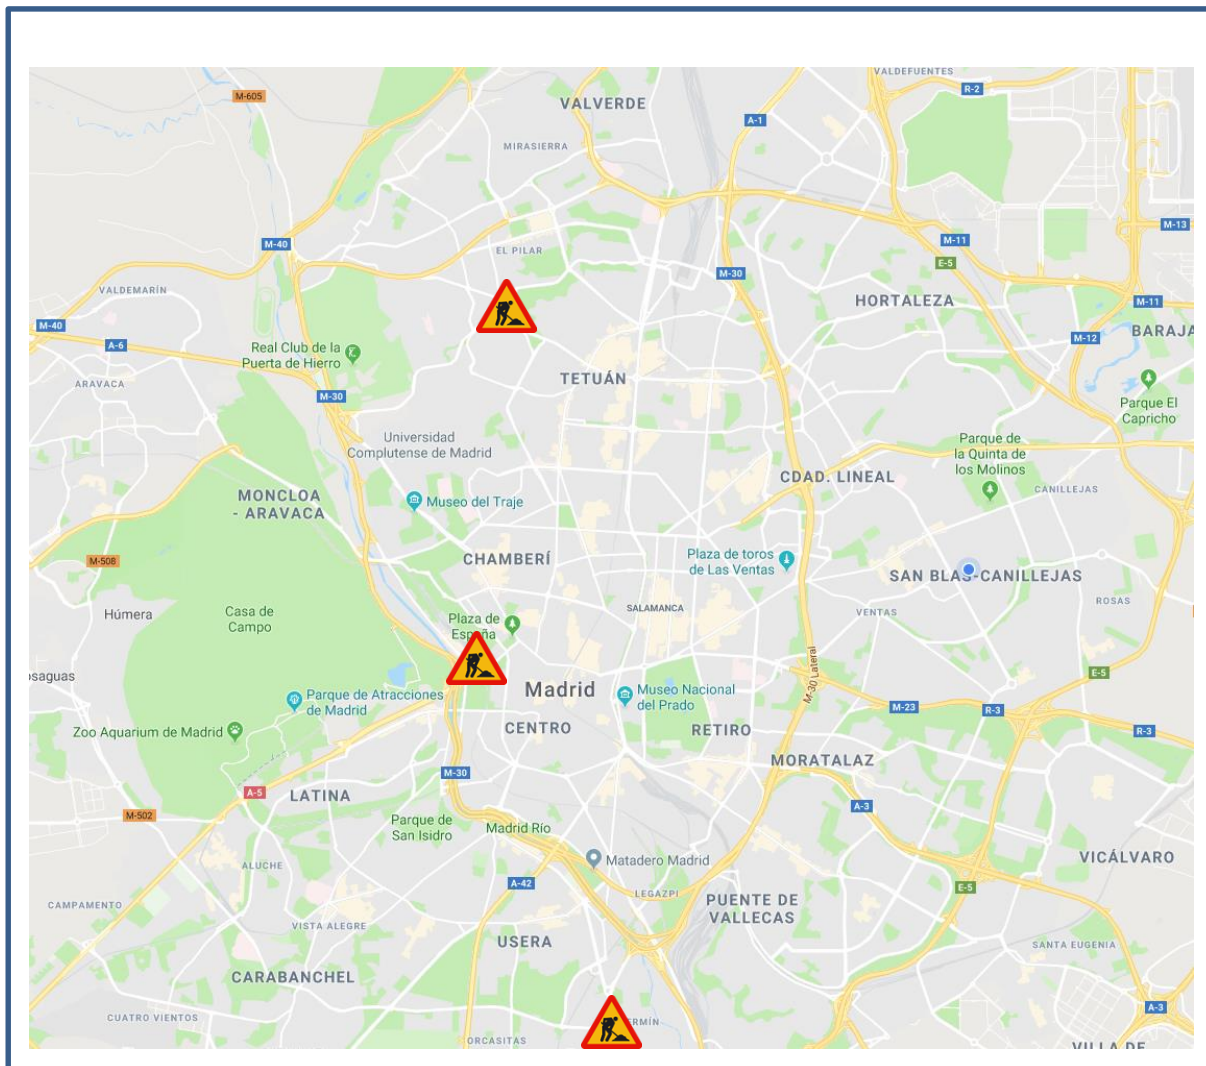 VALDEFUENTES
R-2
M-605
VALVERDE
A-1
MIRASIERRA
M-13
M-40
EL PILAR
M-11
E-5
M-30
VALDEMARÍN
HORTALEZA
M-11
M-40
BARAJA
A-6
M-12
Real Club de la
Puerta de Hierro
ARAVACA
TETUÁN
M-30
Parque El
Capricho
Universidad
Complutense de Madrid
Parque de
la Quinta de
los Molinos
CDAD. LINEAL
CANILLEJAS
MONCLOA
- ARAVACA
Museo del Traje
M-508
CHAMBERÍ
Plaza de toros
de Las Ventas
SAN BLAS-CANILLEJAS
Húmera
Casa de
Campo
Plaza de
España
SALAMANCA
VENTAS
ROSAS
osaguas
E-5
M-30 Lateral
Parque de Atracciones
de Madrid
Madrid
Museo Nacional
del Prado
M-23
R-3
Zoo Aquarium de Madrid
CENTRO
RETIRO
R-3
M-30
MORATALAZ
A-5
LATINA
M-502
Parque de
San Isidro
Madrid Río
A-3
ALUCHE
Matadero Madrid
VICÁLVARO
A-42
LEGAZPI
E-5
CAMPAMENTO
PUENTE DE
VALLECAS
VISTA ALEGRE
USERA
SANTA EUGENIA
CARABANCHEL
A-3
CUATRO VIENTOS
ERMÍN
ORCASITAS
VILLA DE